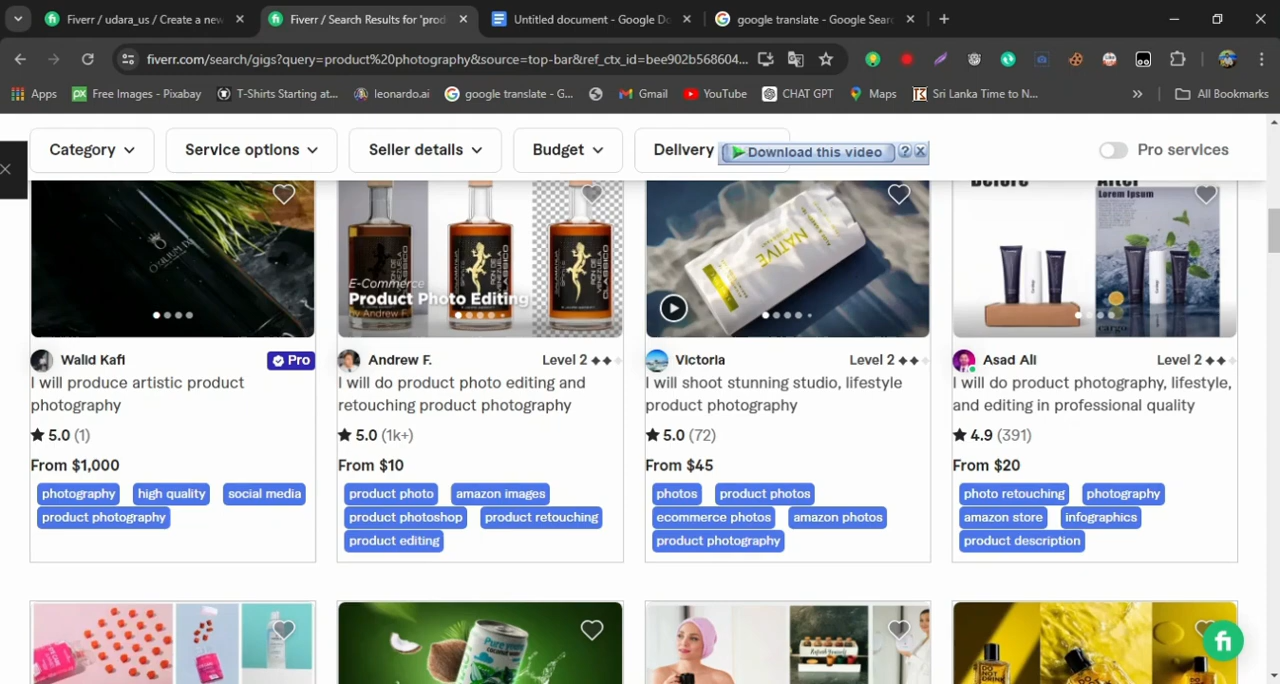 Fiverr / udara_us / Create a new
Fiverr / Search Results for 'prod
Untitled document - Google Do
google translate - Google Sear
fiverr.com/search/gigs?query=product%20photography&source=top-bar&ref_ctx_id=bee902b568604...
Apps
Free Images - Pixabay
T-Shirts Starting at...
leonardo.ai
google translate - G...
Gmail
YouTube
CHAT GPT
Maps
Sri Lanka Time to N...
All Bookmarks
Category
Service options
Seller details
Budget
Delivery
Download this video
Pro services
E-Commerce
Product Photo Editing
by Andrew F.
NATIVE
Before
After
Lorem Ipsum
Walid Kafi
Pro
I will produce artistic product
photography
5.0 (1)
From $1,000
photography
high quality
social media
product photography
Andrew F.
Level 2
I will do product photo editing and
retouching product photography
5.0 (1k+)
From $10
product photo
amazon images
product photoshop
product retouching
product editing
Victoria
Level 2
I will shoot stunning studio, lifestyle
product photography
5.0 (72)
From $45
photos
product photos
ecommerce photos
amazon photos
product photography
Asad Ali
Level 2
I will do product photography, lifestyle,
and editing in professional quality
4.9 (391)
From $20
photo retouching
photography
amazon store
infographics
product description
fi